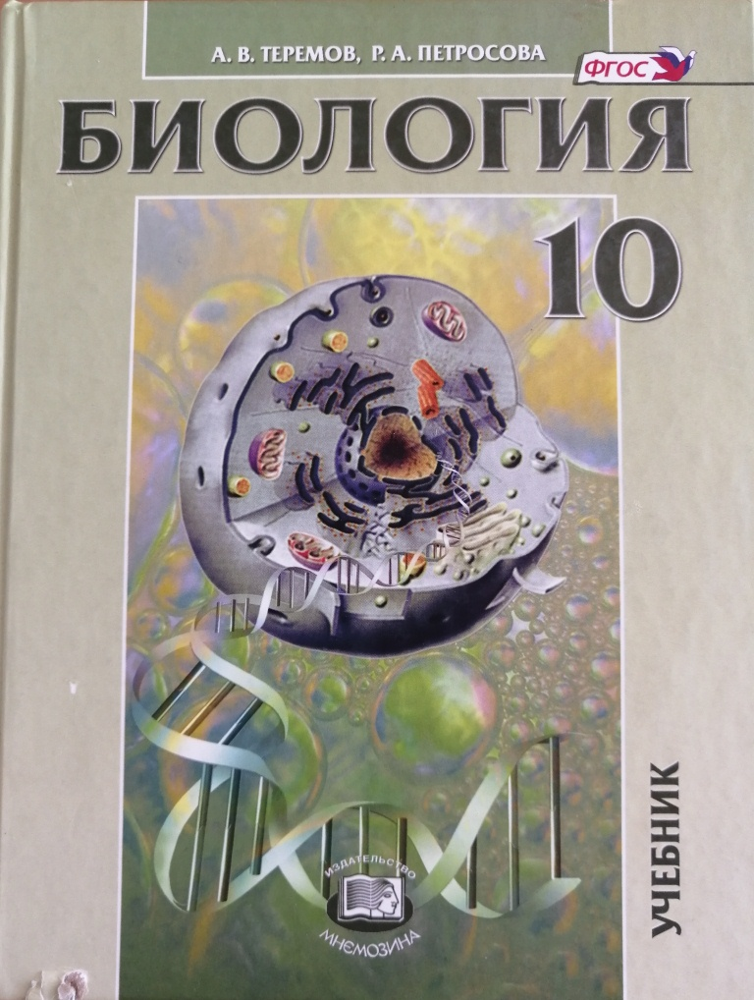 А. В. ТЕРЕМОВ, Р. А. ПЕТРОСОВА
ФГОС
БИОЛОГИЯ
10
УЧЕБНИК
ИЗДАТЕЛЬСТВО
МНЕМОЗИНА